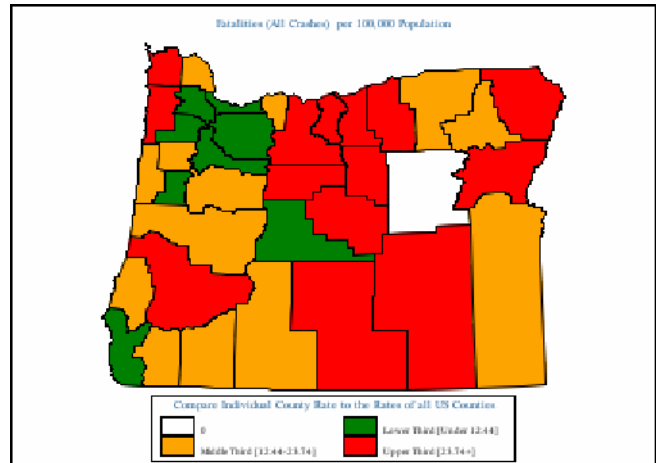 Fatalities (All Crashes) per 100,000 Population
Compare Individual County Rate to the Rates of all US Counties
0
Lower Third [Under 12.44]
Middle Third [12.44-23.74]
Upper Third [23.74+]